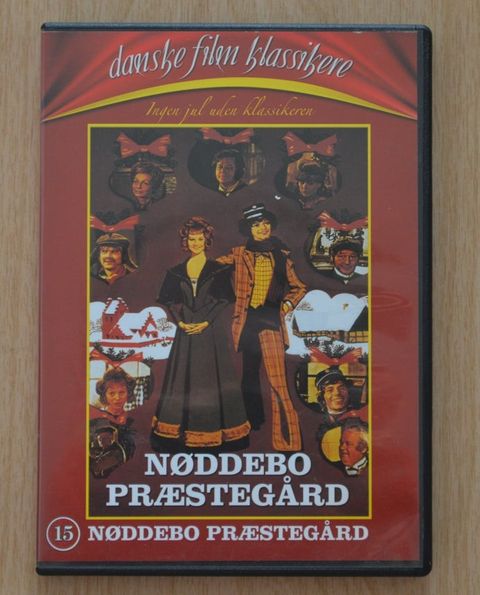 danske film klassikere
Ingen jul uden klassikeren
NØDDEBO
PRÆSTEGÅRD
15 NØDDEBO PRÆSTEGÅRD